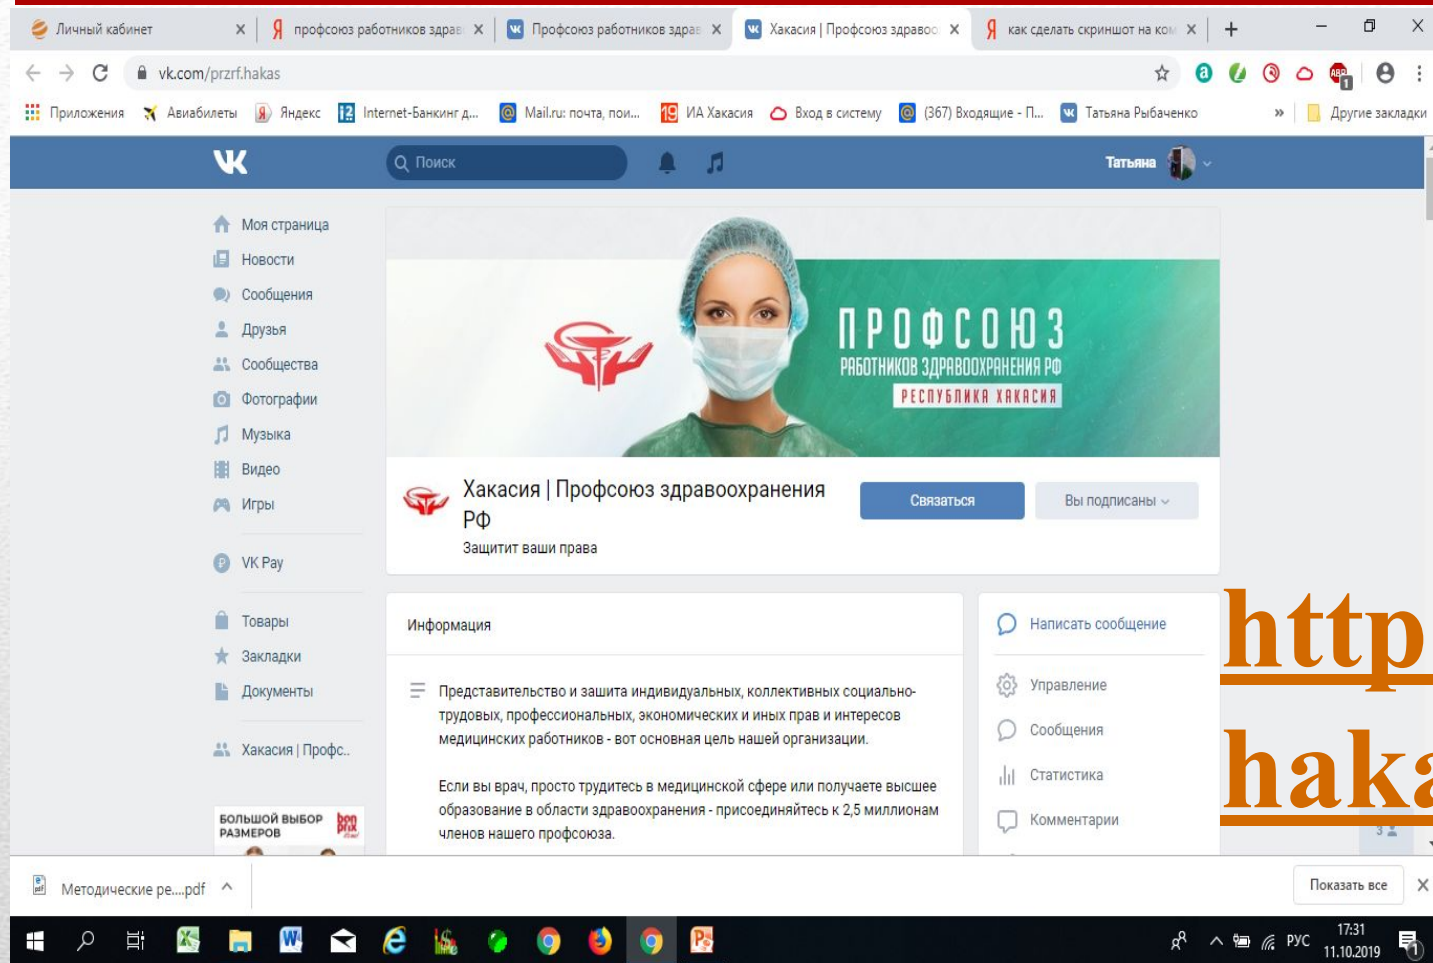 Личный кабинет
профсоюз работников здрав
Профсоюз работников здрав
Хакасия | Профсоюз здравоо
как сделать скриншот на ком
vk.com/przrf.hakas
Приложения
Авиабилеты
Яндекс
Internet-Банкинг д...
Mail.ru: почта, пои...
ИА Хакасия
Вход в систему
(367) Входящие - П...
Татьяна Рыбаченко
»
Другие закладки
Поиск
Татьяна
Моя страница
Новости
Сообщения
Друзья
Сообщества
Фотографии
Музыка
Видео
Игры
VK Pay
Товары
Закладки
Документы
Хакасия | Профс..
БОЛЬШОЙ ВЫБОР
РАЗМЕРОВ
bon
prix
ПРОФСОЮЗ
РАБОТНИКОВ ЗДРАВООХРАНЕНИЯ РФ
РЕСПУБЛИКА ХАКАСИЯ
Хакасия | Профсоюз здравоохранения
РФ
Защитит ваши права
Связаться
Вы подписаны
Информация
Представительство и зашита индивидуальных, коллективных социально-
трудовых, профессиональных, экономических и иных прав и интересов
медицинских работников - вот основная цель нашей организации.
Если вы врач, просто трудитесь в медицинской сфере или получаете высшее
образование в области здравоохранения - присоединяйтесь к 2,5 миллионам
членов нашего профсоюза.
Написать сообщение
Управление
Сообщения
Статистика
Комментарии
http
haka
3
Методические ре....pdf
Показать все
РУС
17:31
11.10.2019